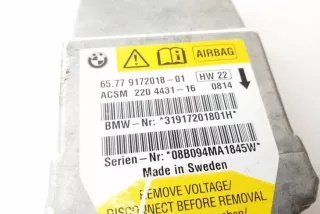 BMW
AIRBAG
65.77 9172018-01 HW 22
ACSM 220 4431-16 0814
BMW-Nr: *31917201801H*
Serien-Nr: *08B094MA1845W*
Made in Sweden
REMOVE VOLTAGE/
DISCONNECT BEFORE REMOVAL